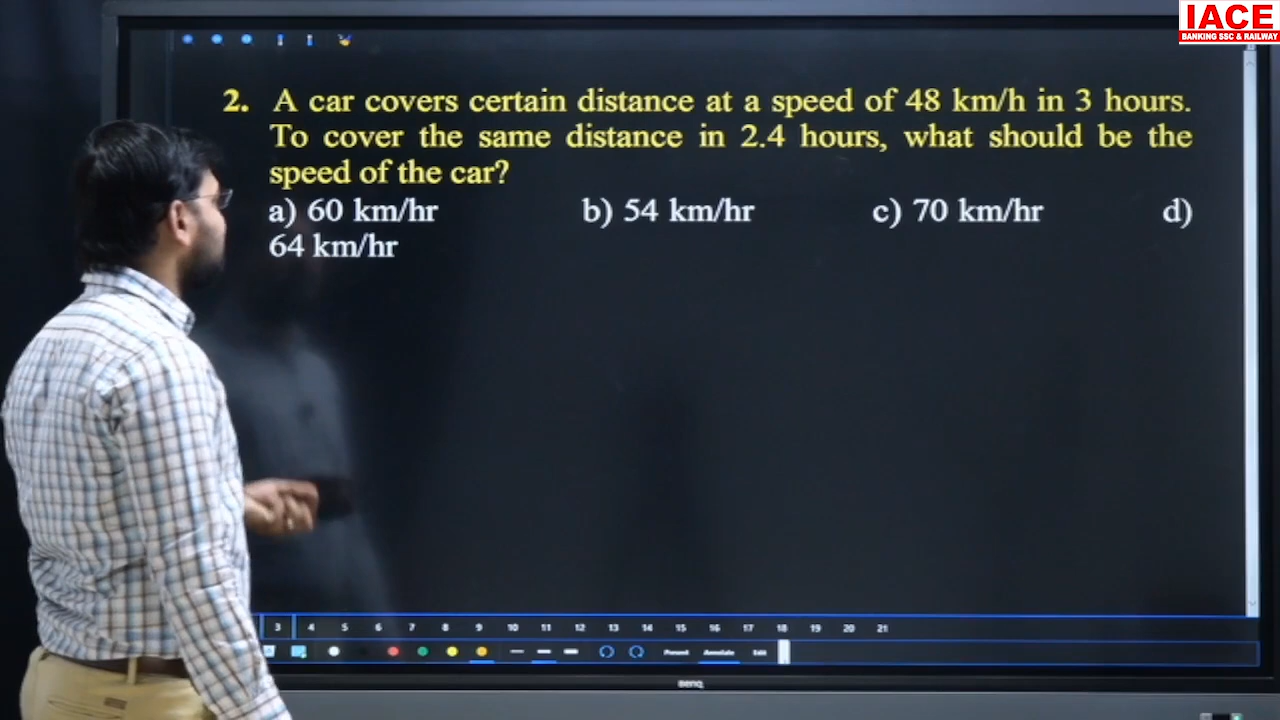 IACE
BANKING SSC & RAILWAY
2. A car covers certain distance at a speed of 48 km/h in 3 hours.
To cover the same distance in 2.4 hours, what should be the
speed of the car?
a) 60 km/hr b) 54 km/hr c) 70 km/hr d)
64 km/hr
3 4 5 6 7 8 9 10 11 12 13 14 15 16 17 18 19 20 21
Present Annotate Edit
BenQ